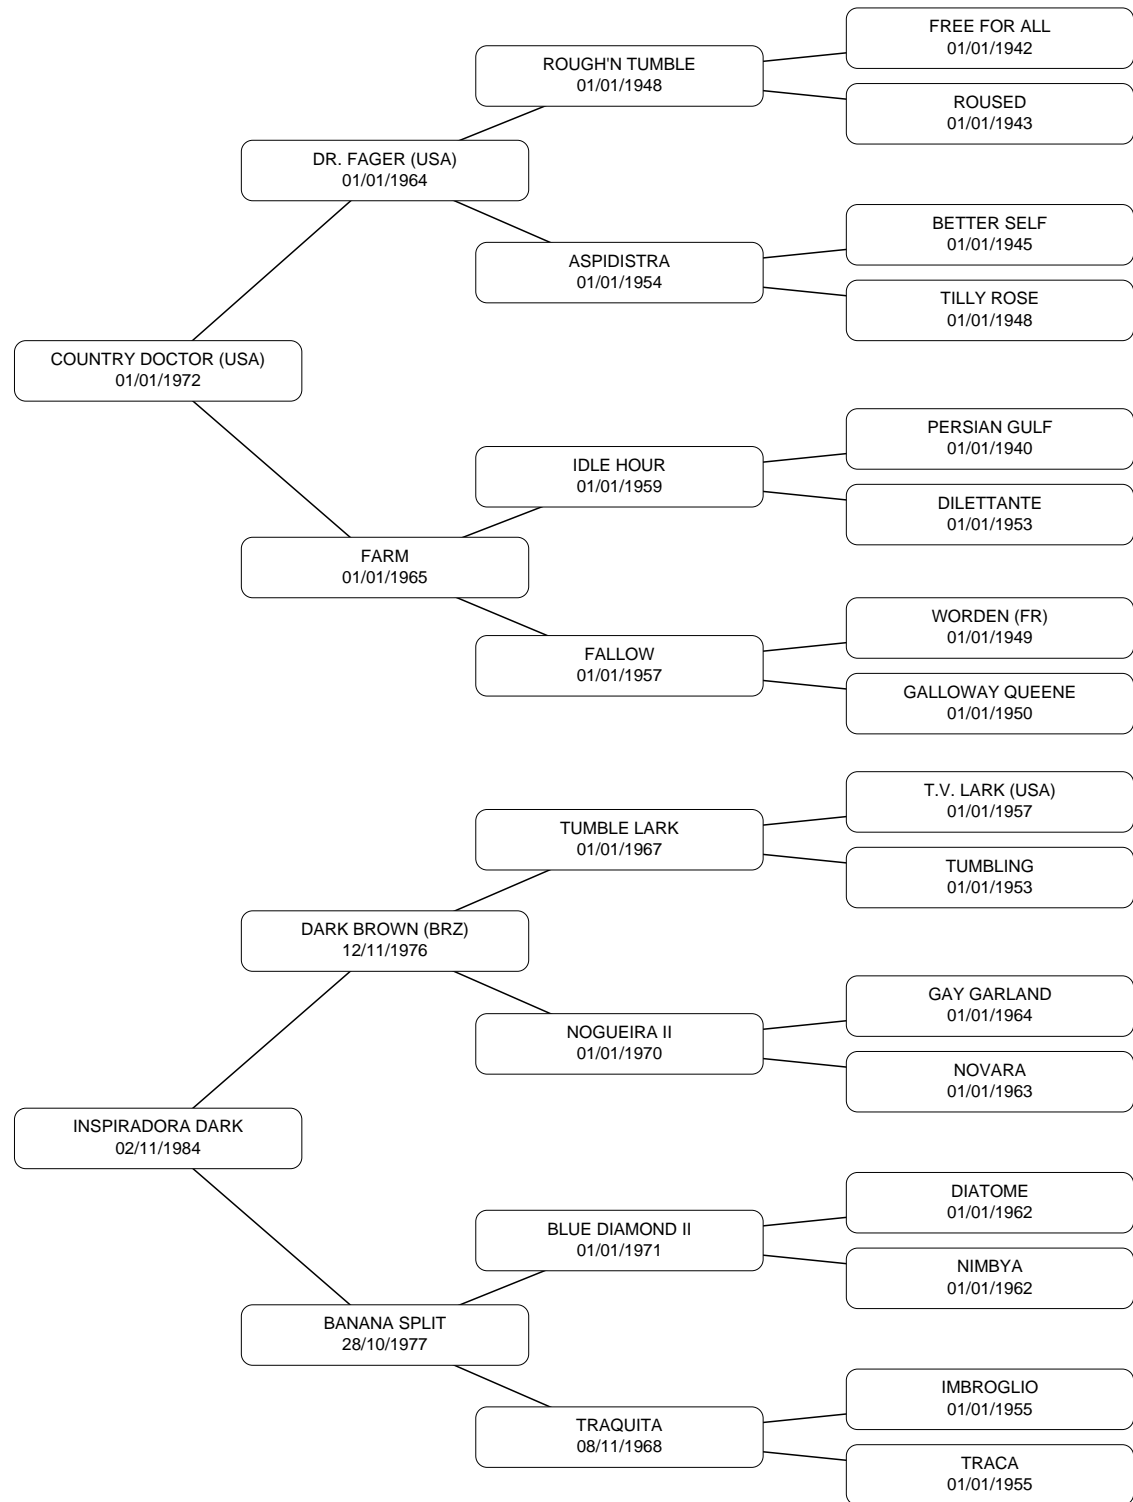 FREE FOR ALL
01/01/1942
ROUGH'N TUMBLE
01/01/1948
ROUSED
01/01/1943
DR. FAGER (USA)
01/01/1964
BETTER SELF
01/01/1945
ASPIDISTRA
01/01/1954
TILLY ROSE
01/01/1948
COUNTRY DOCTOR (USA)
01/01/1972
PERSIAN GULF
01/01/1940
IDLE HOUR
01/01/1959
DILETTANTE
01/01/1953
FARM
01/01/1965
WORDEN (FR)
01/01/1949
FALLOW
01/01/1957
GALLOWAY QUEENE
01/01/1950
T.V. LARK (USA)
01/01/1957
TUMBLE LARK
01/01/1967
TUMBLING
01/01/1953
DARK BROWN (BRZ)
12/11/1976
GAY GARLAND
01/01/1964
NOGUEIRA II
01/01/1970
NOVARA
01/01/1963
INSPIRADORA DARK
02/11/1984
DIATOME
01/01/1962
BLUE DIAMOND II
01/01/1971
NIMBYA
01/01/1962
BANANA SPLIT
28/10/1977
IMBROGLIO
01/01/1955
TRAQUITA
08/11/1968
TRACA
01/01/1955